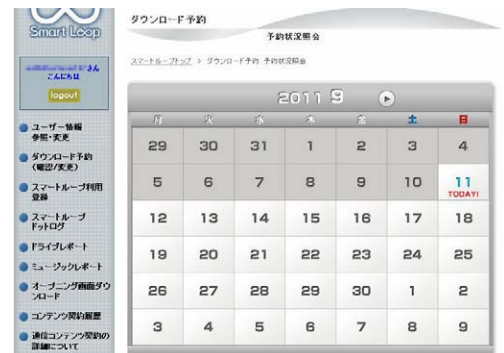 Smart Loop
さん
こんにちは
logout
ユーザー情報
参照・変更
ダウンロード予約
(確認/変更)
スマートループ利用
登録
スマートループ
ドットログ
ドライブレポート
ミュージックレポート
オープニング画面ダウ
ンロード
コンテンツ契約履歴
通信コンテンツ契約の
詳細について
ダウンロード予約
予約状況照会
スマートループトップ > ダウンロード予約 予約状況照会
2011 9
月 火 水 木 金 土 日
29 30 31 1 2 3 4
5 6 7 8 9 10 11
TODAY!
12 13 14 15 16 17 18
19 20 21 22 23 24 25
26 27 28 29 30 1 2
3 4 5 6 7 8 9